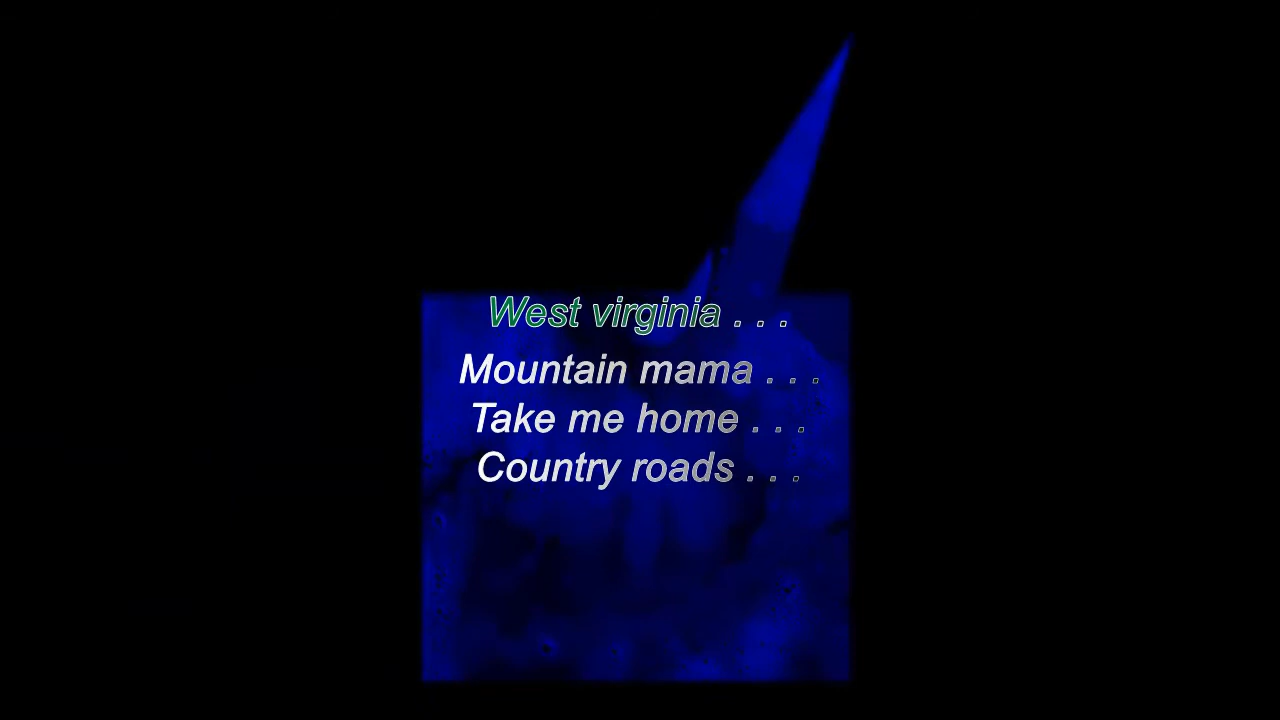 West virginia . . .
Mountain mama . . .
Take me home . . .
Country roads . . .